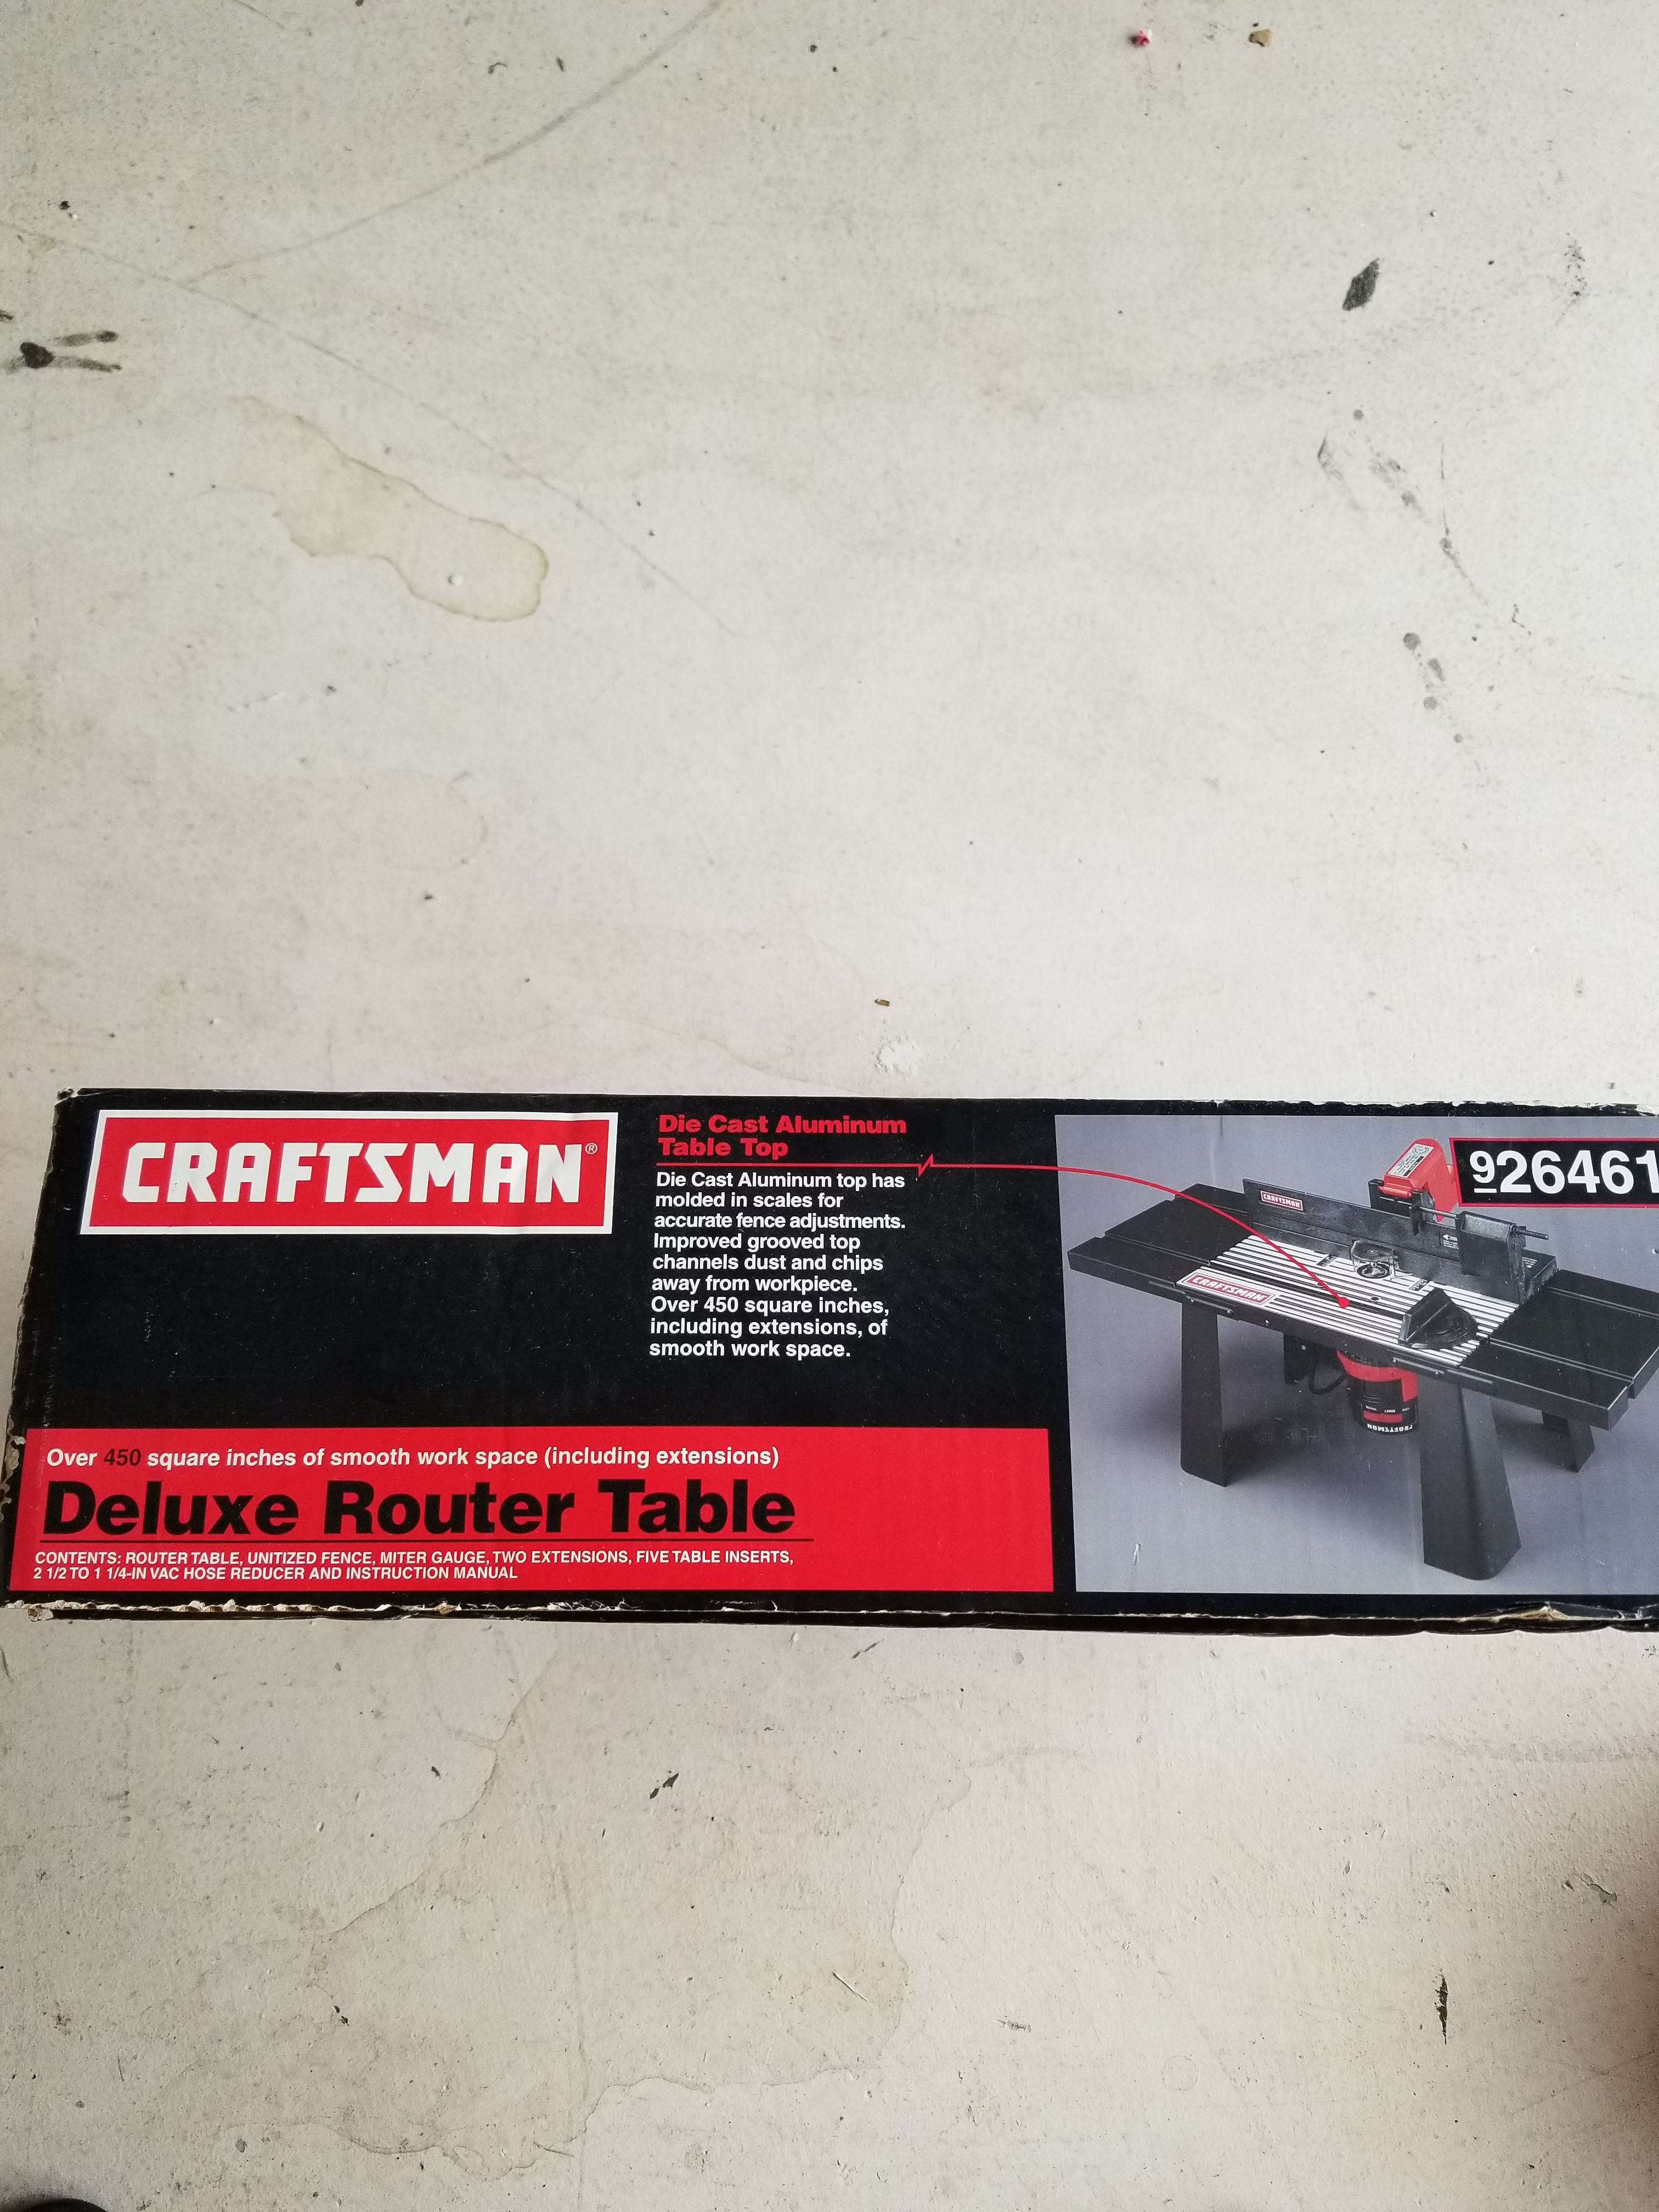 CRAFTSMAN®
Die Cast Aluminum
Table Top
Die Cast Aluminum top has
molded in scales for
accurate fence adjustments.
Improved grooved top
channels dust and chips
away from workpiece.
Over 450 square inches,
including extensions, of
smooth work space.
926461
CRAFTSMAN
CRAFTSMAN
CRAFTSMAN
Over 450 square inches of smooth work space (including extensions)
Deluxe Router Table
CONTENTS: ROUTER TABLE, UNITIZED FENCE, MITER GAUGE, TWO EXTENSIONS, FIVE TABLE INSERTS,
2 1/2 TO 1 1/4-IN VAC HOSE REDUCER AND INSTRUCTION MANUAL